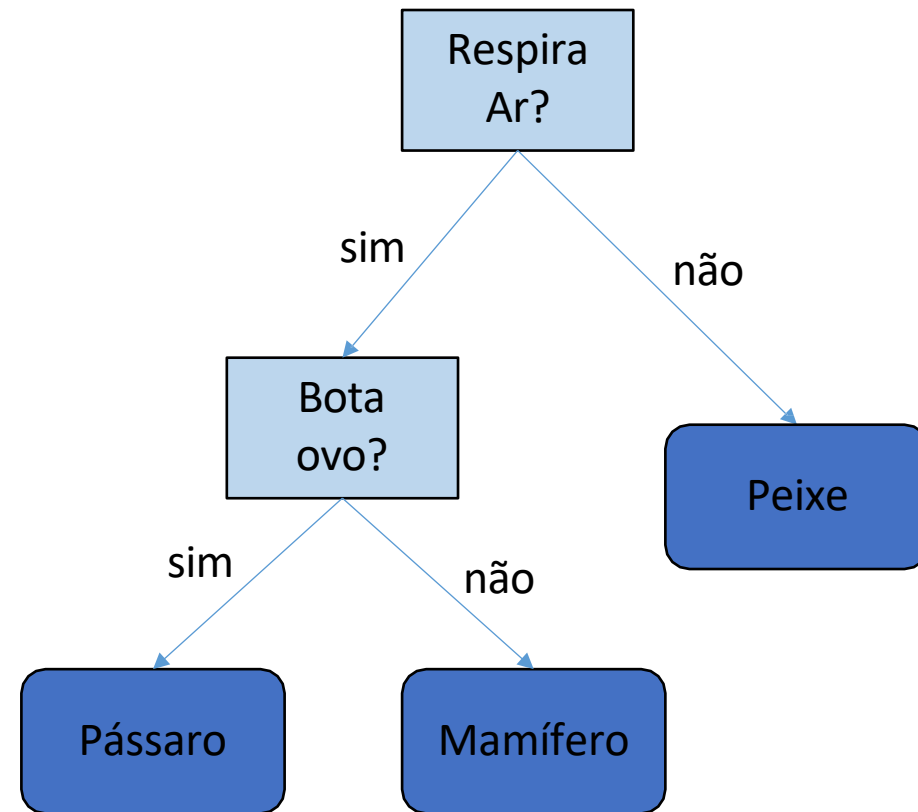 Respira
Ar?
sim
não
Bota
ovo?
Peixe
sim
não
Pássaro
Mamífero